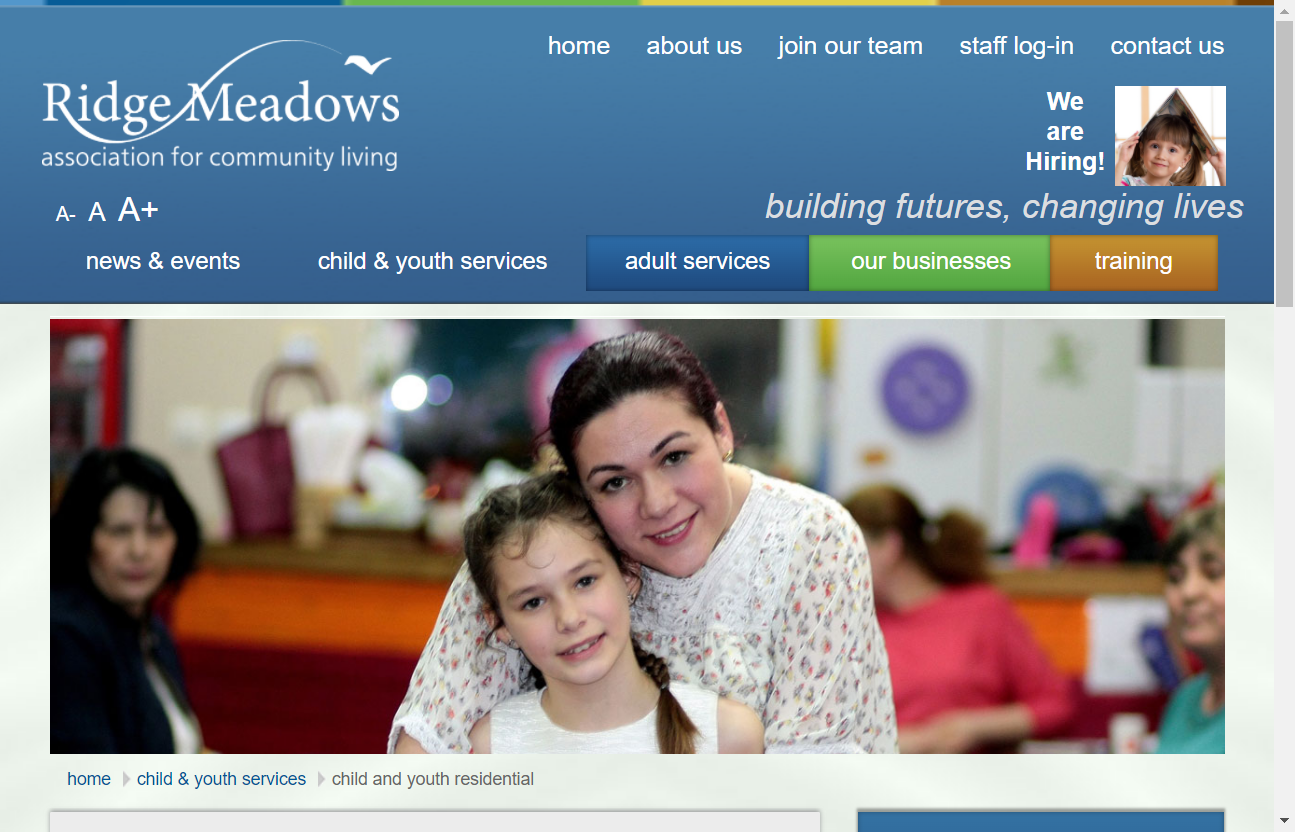 home about us join our team staff log-in contact us
Ridge Meadows
association for community living
We
are
Hiring!
A- A A+
building futures, changing lives
news & events child & youth services adult services our businesses training
home child & youth services child and youth residential